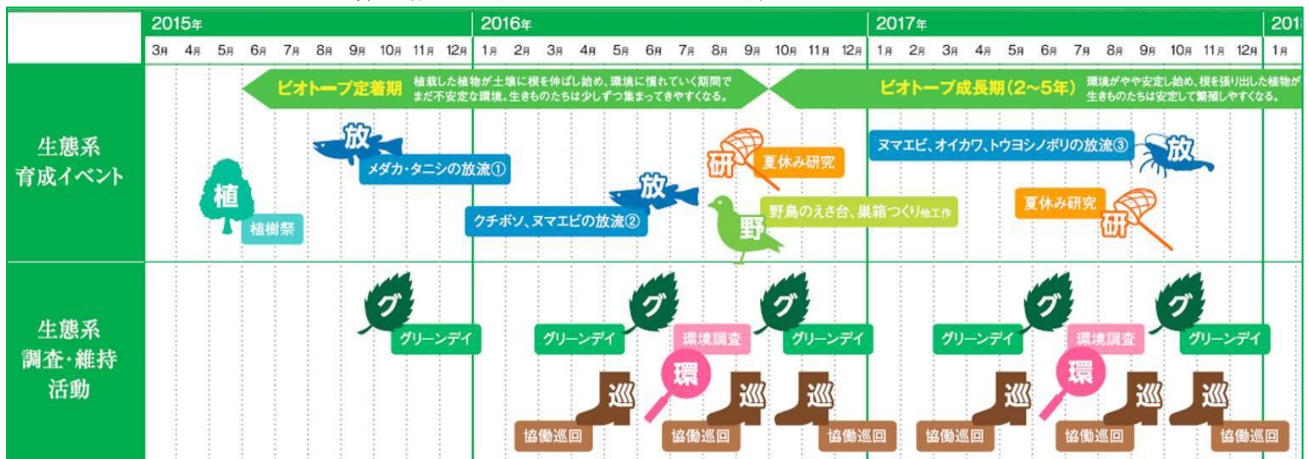 2015年 2016年 2017年 2018
3月 4月 5月 6月 7月 8月 9月 10月 11月 12月 1月 2月 3月 4月 5月 6月 7月 8月 9月 10月 11月 12月 1月 2月 3月 4月 5月 6月 7月 8月 9月 10月 11月 12月 1月
生態系
育成イベント
ビオトープ定着期
植栽した植物が土壌に根を伸ばし始め、環境に慣れていく期間で
まだ不安定な環境。生きものたちは少しずつ集まってきやすくなる。
ビオトープ成長期(2〜5年)
環境がやや安定し始め、根を張り出した植物が
生きものたちは安定して繁殖しやすくなる。
植
植樹祭
放
メダカ・タニシの放流①
放
クチボソ、ヌマエビの放流②
研
夏休み研究
野
野鳥のえさ台、巣箱つくり他工作
ヌマエビ、オイカワ、トウヨシノボリの放流③
放
夏休み研究
研
生態系
調査・維持
活動
グ
グリーンデイ
グ
グリーンデイ
環境調査
環
グ
グリーンデイ
グ
グリーンデイ
環境調査
環
グ
グリーンデイ
巡
協働巡回
巡
協働巡回
巡
協働巡回
巡
協働巡回
巡
協働巡回
巡
協働巡回